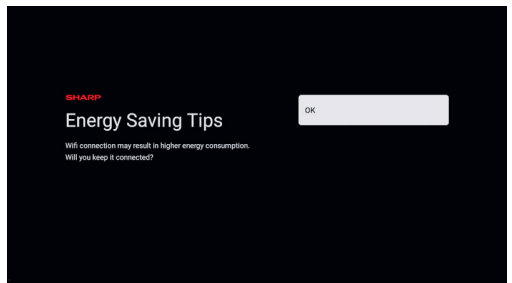 SHARP
Energy Saving Tips
Wifi connection may result in higher energy consumption.
Will you keep it connected?
OK